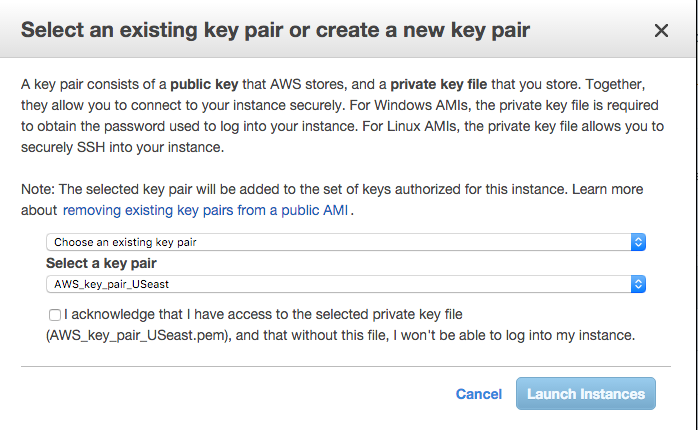 Select an existing key pair or create a new key pair
A key pair consists of a public key that AWS stores, and a private key file that you store. Together,
they allow you to connect to your instance securely. For Windows AMIs, the private key file is required
to obtain the password used to log into your instance. For Linux AMIs, the private key file allows you to
securely SSH into your instance.
Note: The selected key pair will be added to the set of keys authorized for this instance. Learn more
about removing existing key pairs from a public AMI.
Choose an existing key pair
Select a key pair
AWS_key_pair_USeast
I acknowledge that I have access to the selected private key file
(AWS_key_pair_USeast.pem), and that without this file, I won't be able to log into my instance.
Cancel Launch Instances